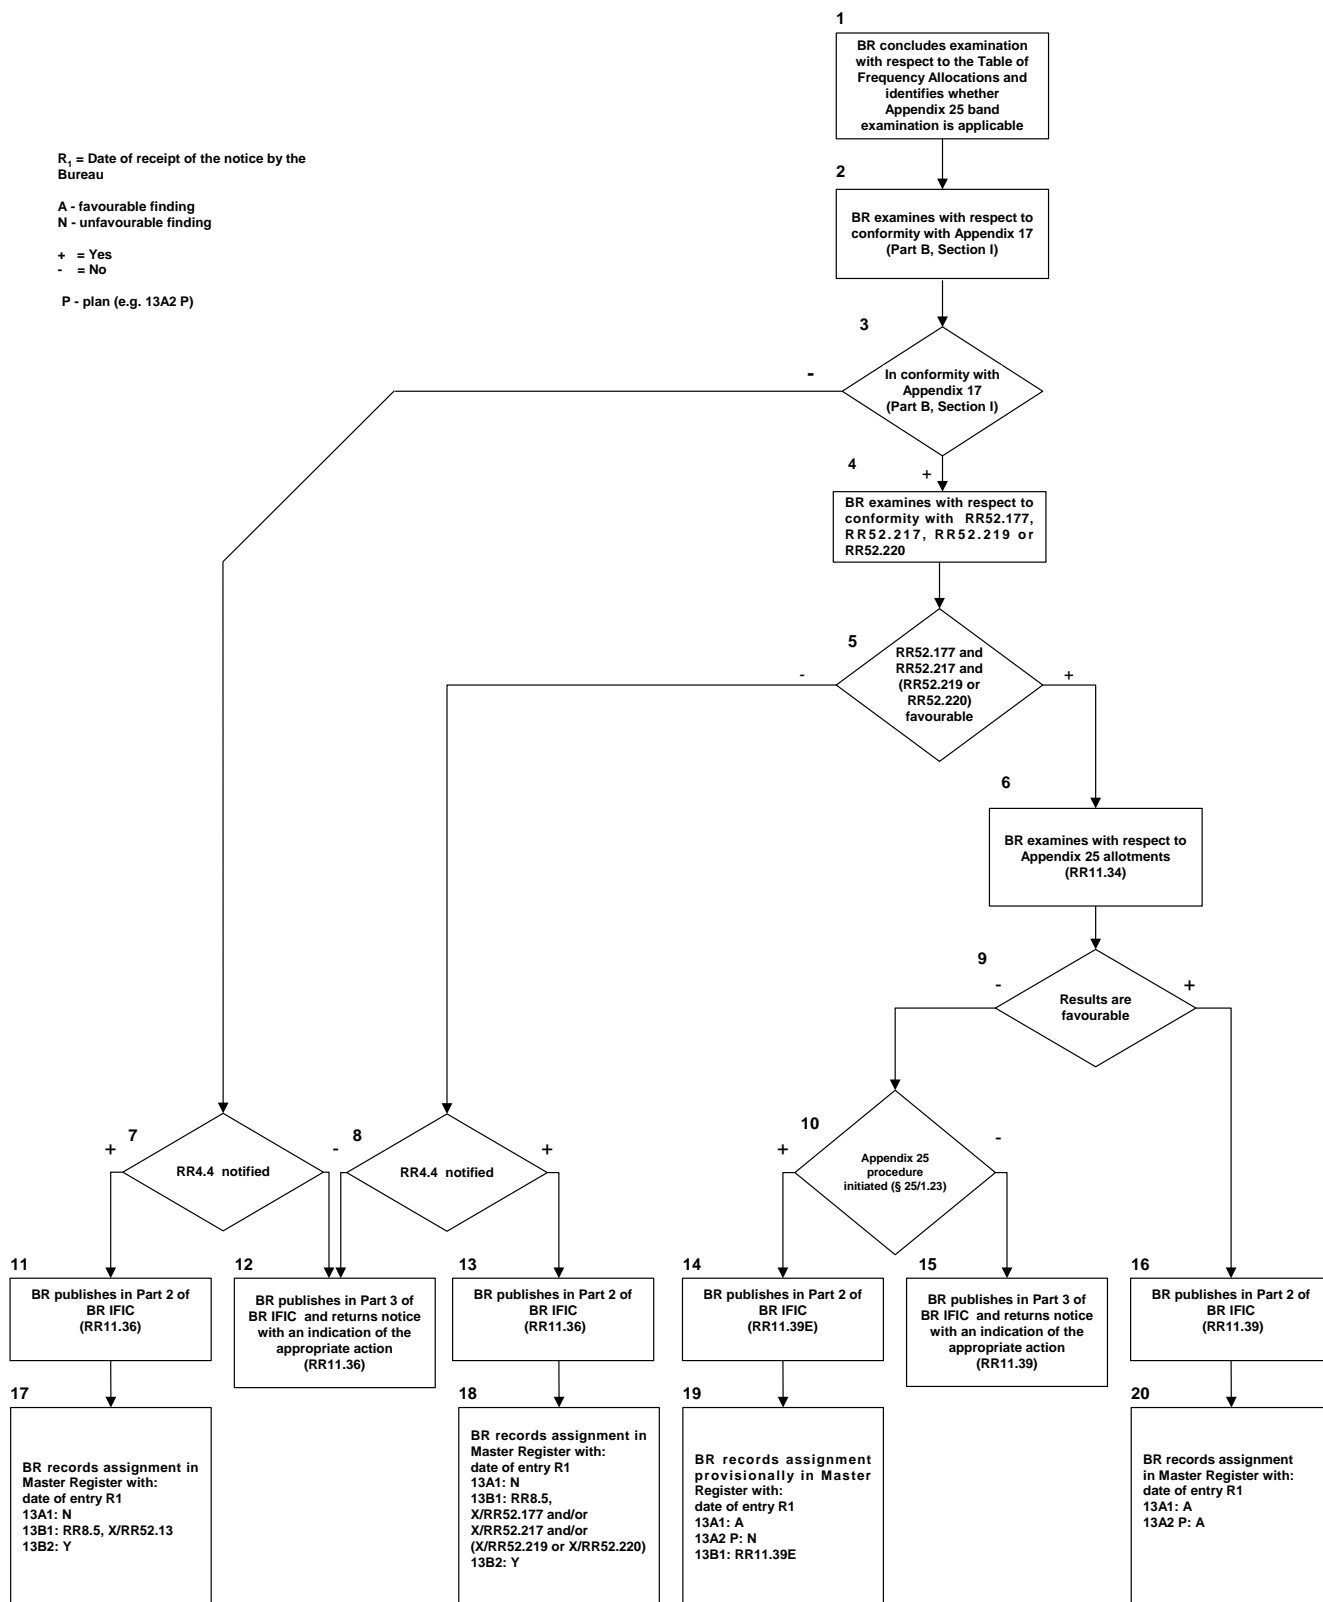 1
BR concludes examination
with respect to the Table of
Frequency Allocations and
identifies whether
Appendix 25 band
examination is applicable
R1 = Date of receipt of the notice by the
Bureau
A - favourable finding
N - unfavourable finding
+ = Yes
- = No
P - plan (e.g. 13A2 P)
2
BR examines with respect to
conformity with Appendix 17
(Part B, Section I)
3
-
In conformity with
Appendix 17
(Part B, Section I)
+
4
BR examines with respect to
conformity with RR52.177,
RR52.217, RR52.219 or
RR52.220
5
-
RR52.177 and
RR52.217 and
(RR52.219 or
RR52.220)
favourable
+
6
BR examines with respect to
Appendix 25 allotments
(RR11.34)
9
-
Results are
favourable
+
7
+
RR4.4 notified
-
8
RR4.4 notified
+
10
+
Appendix 25
procedure
initiated (§ 25/1.23)
-
11
BR publishes in Part 2 of
BR IFIC
(RR11.36)
12
BR publishes in Part 3 of
BR IFIC and returns notice
with an indication of the
appropriate action
(RR11.36)
13
BR publishes in Part 2 of
BR IFIC
(RR11.36)
14
BR publishes in Part 2 of
BR IFIC
(RR11.39E)
15
BR publishes in Part 3 of
BR IFIC and returns notice
with an indication of the
appropriate action
(RR11.39)
16
BR publishes in Part 2 of
BR IFIC
(RR11.39)
17
BR records assignment in
Master Register with:
date of entry R1
13A1: N
13B1: RR8.5, X/RR52.13
13B2: Y
18
BR records assignment in
Master Register with:
date of entry R1
13A1: N
13B1: RR8.5,
X/RR52.177 and/or
X/RR52.217 and/or
(X/RR52.219 or X/RR52.220)
13B2: Y
19
BR records assignment
provisionally in Master
Register with:
date of entry R1
13A1: A
13A2 P: N
13B1: RR11.39E
20
BR records assignment
in Master Register with:
date of entry R1
13A1: A
13A2 P: A